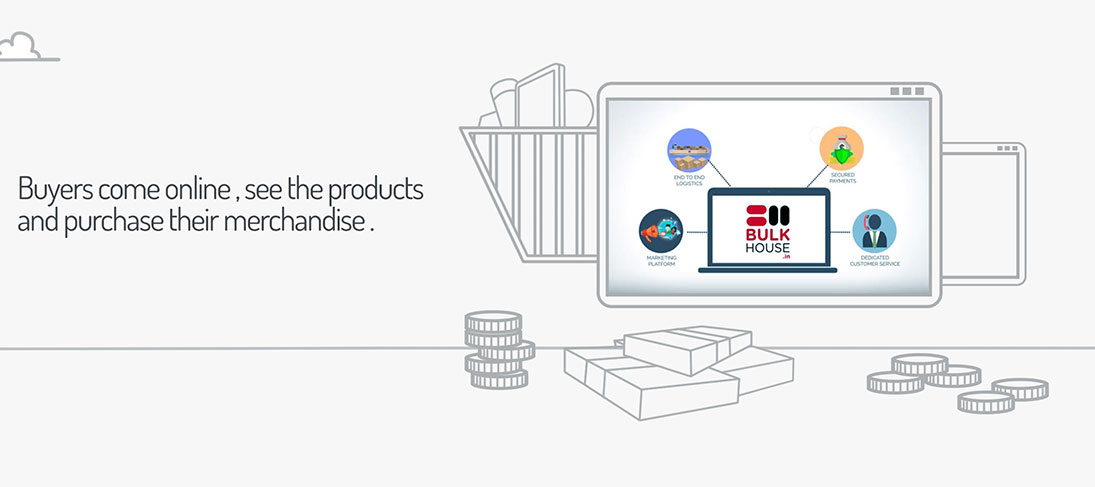 Buyers come online , see the products
and purchase their merchandise .
END TO END
LOGISTICS
SECURED
PAYMENTS
BULK
HOUSE
.in
MARKETING
PLATFORM
DEDICATED
CUSTOMER SERVICE